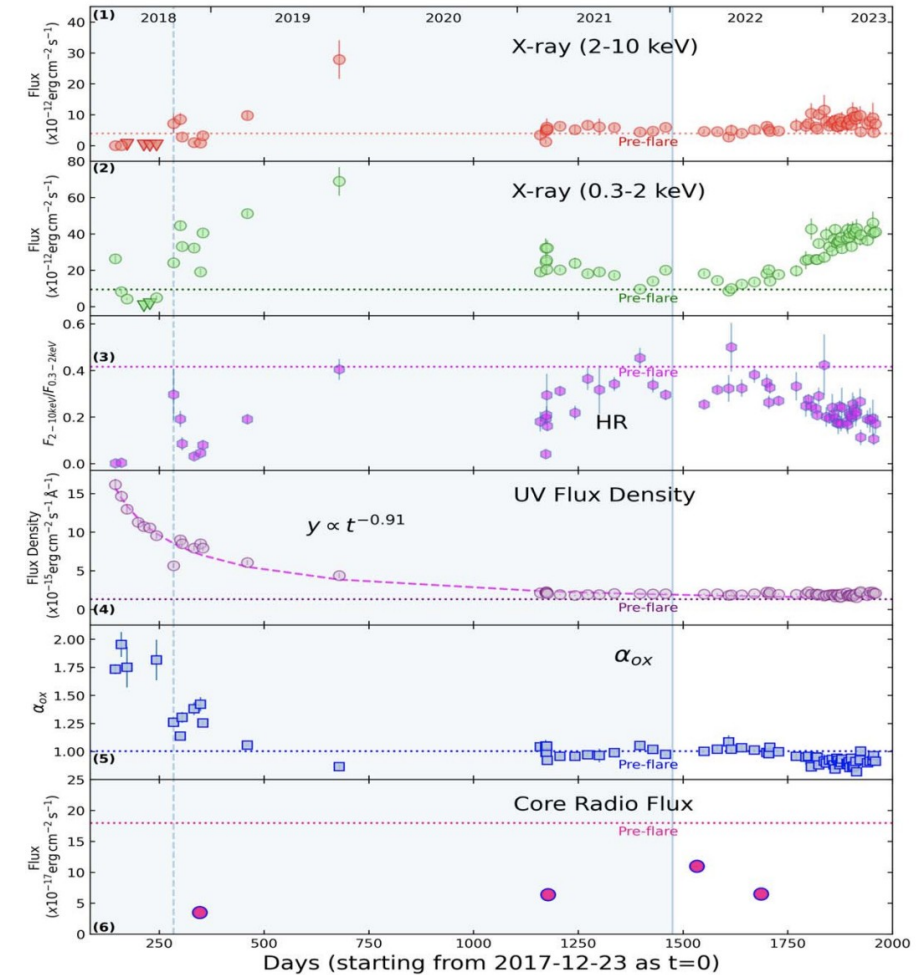 2018 2019 2020 2021 2022 2023
(1)
X-ray (2-10 keV)
Flux
(x10⁻¹²erg cm⁻² s⁻¹)
40
30
20
10
0
Pre-flare
(2)
X-ray (0.3-2 keV)
Flux
(x10⁻¹²erg cm⁻² s⁻¹)
80
60
40
20
0
Pre-flare
(3)
F₂₋₁₀keV/F₀.₃₋₂keV
0.6
0.4
0.2
0.0
Pre-flare
HR
UV Flux Density
y ∝ t⁻⁰·⁹¹
Flux Density
(x10⁻¹⁵erg cm⁻² s⁻¹ Å⁻¹)
15
10
5
0
Pre-flare
(4)
αox
αox
2.00
1.75
1.50
1.25
1.00
Pre-flare
(5)
Core Radio Flux
Flux
(x10⁻¹⁷erg cm⁻² s⁻¹)
25
20
15
10
5
0
Pre-flare
(6)
250 500 750 1000 1250 1500 1750 2000
Days (starting from 2017-12-23 as t=0)